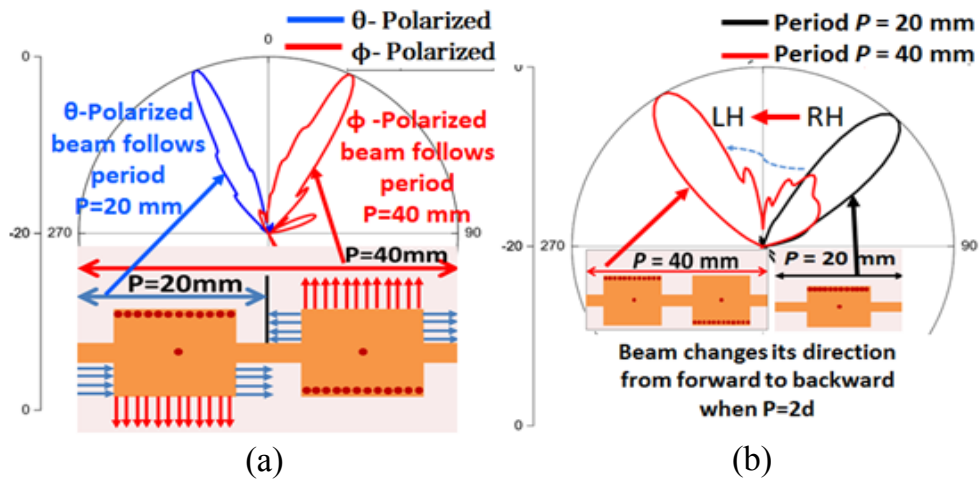 θ- Polarized
ϕ- Polarized
0
0
θ-Polarized
beam follows
period
P=20 mm
ϕ -Polarized
beam follows
period
P=40 mm
-20
270
90
P=40mm
P=20mm
0
(a)
Period P = 20 mm
Period P = 40 mm
0
LH
RH
-20
270
90
P = 40 mm
P = 20 mm
Beam changes its direction
from forward to backward
when P=2d
0
(b)